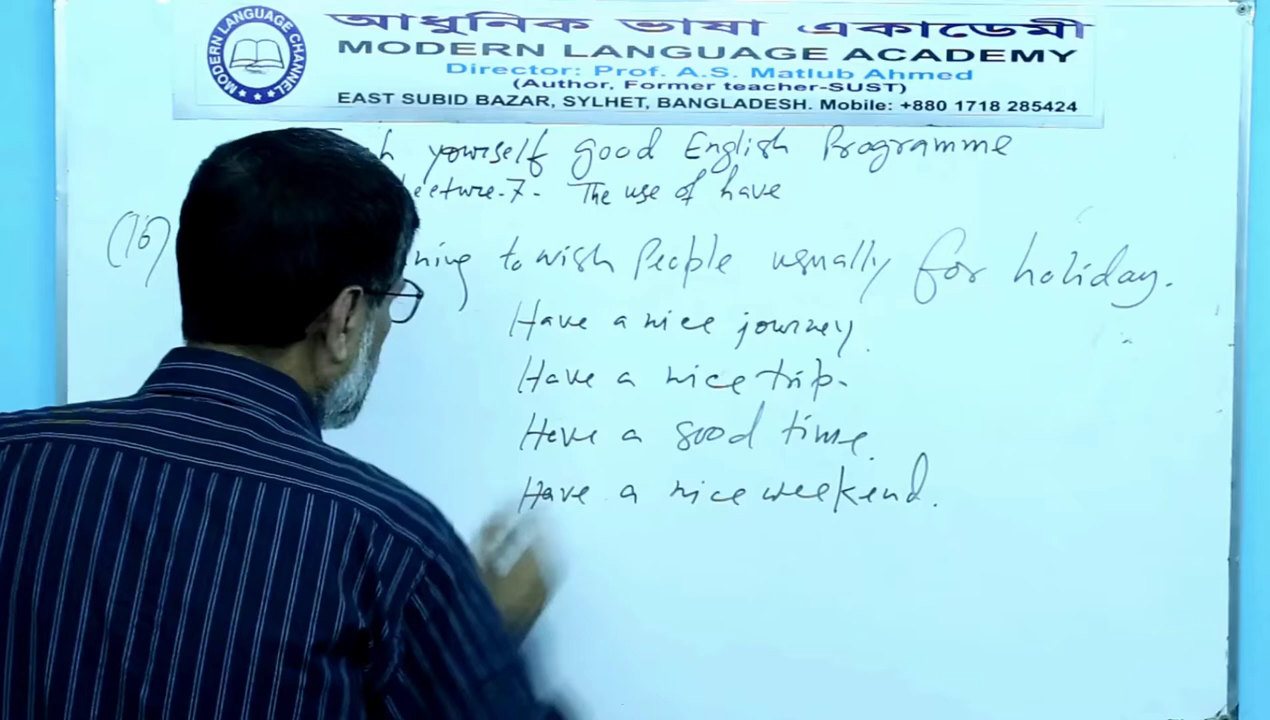 MODERN LANGUAGE CHANNEL
আধুনিক ভাষা একাডেমী
MODERN LANGUAGE ACADEMY
Director: Prof. A.S. Matlub Ahmed
(Author, Former teacher-SUST)
EAST SUBID BAZAR, SYLHET, BANGLADESH. Mobile: +880 1718 285424
yourself good English Programme
Lecture-7- The use of have
(16) to wish People usually for holiday.
Have a nice journey.
Have a nice trip.
Have a good time.
Have a nice weekend.